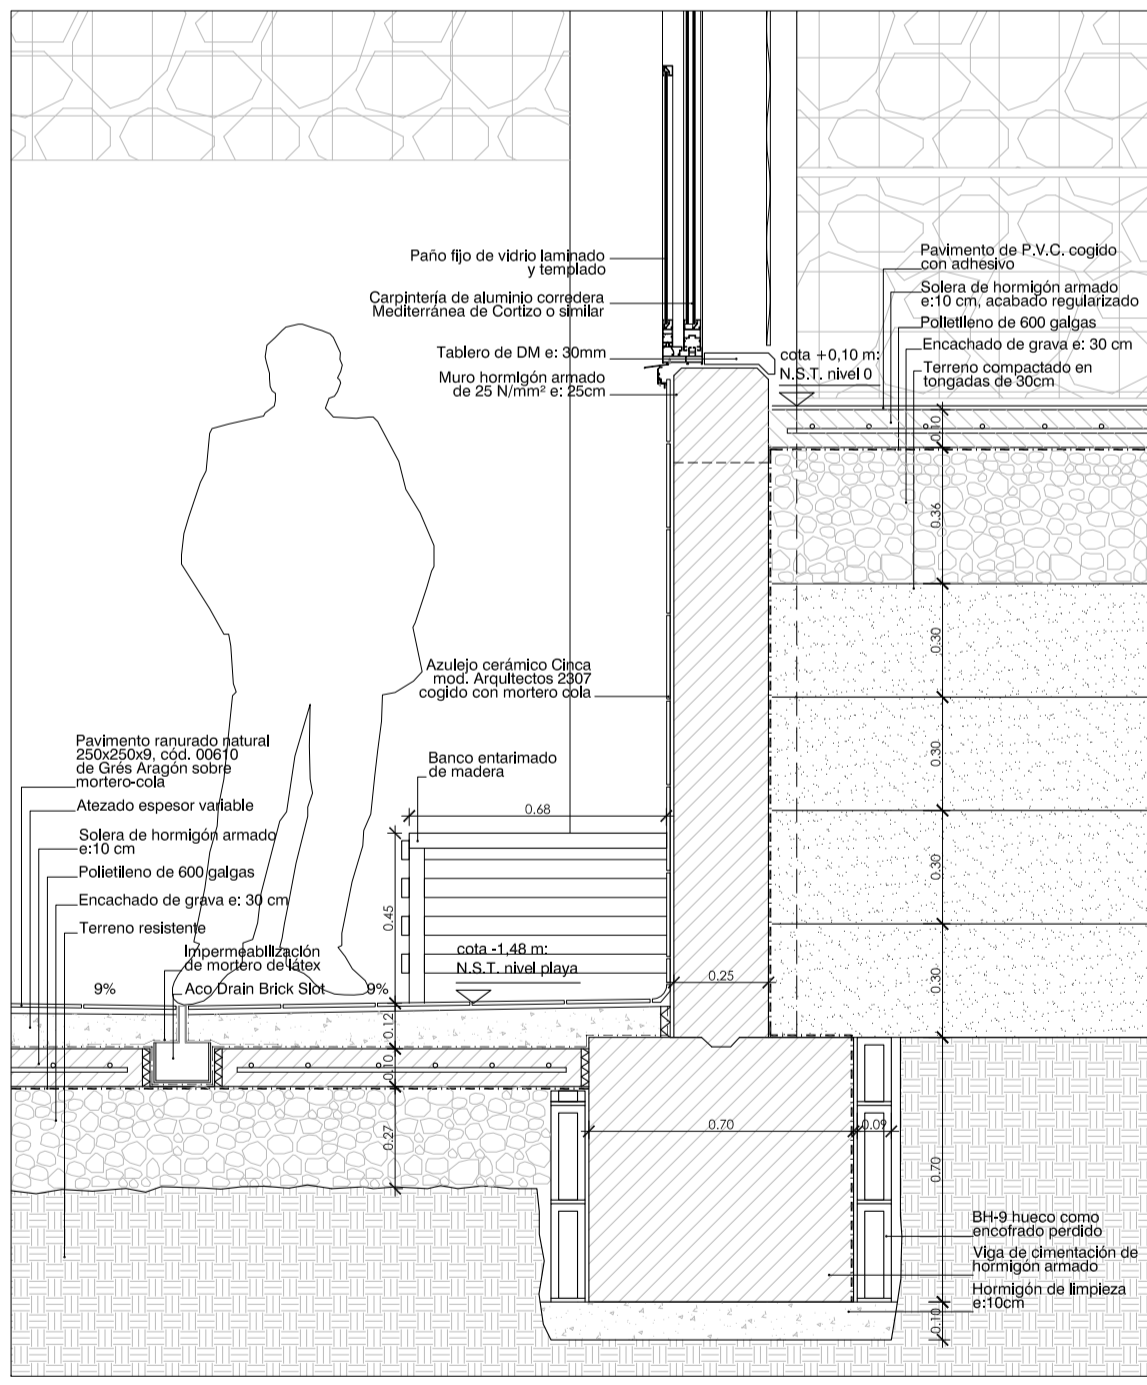 Paño fijo de vidrio laminado
y templado
Carpintería de aluminio corredera
Mediterránea de Cortizo o similar
Tablero de DM e: 30mm
Muro hormigón armado
de 25 N/mm² e: 25cm
cota +0,10 m:
N.S.T. nivel 0
Pavimento de P.V.C. cogido
con adhesivo
Solera de hormigón armado
e:10 cm, acabado regularizado
Polietileno de 600 galgas
Encachado de grava e: 30 cm
Terreno compactado en
tongadas de 30cm
0.10
0.36
0.30
0.30
0.30
0.30
Azulejo cerámico Cinca
mod. Arquitectos 2307
cogido con mortero cola
Banco entarimado
de madera
0.68
0.45
Pavimento ranurado natural
250x250x9, cód. 00610
de Grés Aragón sobre
mortero-cola
Atezado espesor variable
Solera de hormigón armado
e:10 cm
Polietileno de 600 galgas
Encachado de grava e: 30 cm
Terreno resistente
Impermeabilización
de mortero de látex
Aco Drain Brick Slot
9%
9%
cota -1,48 m:
N.S.T. nivel playa
0.25
0.12
0.10
0.27
0.70
0.09
0.70
0.10
BH-9 hueco como
encofrado perdido
Viga de cimentación de
hormigón armado
Hormigón de limpieza
e:10cm